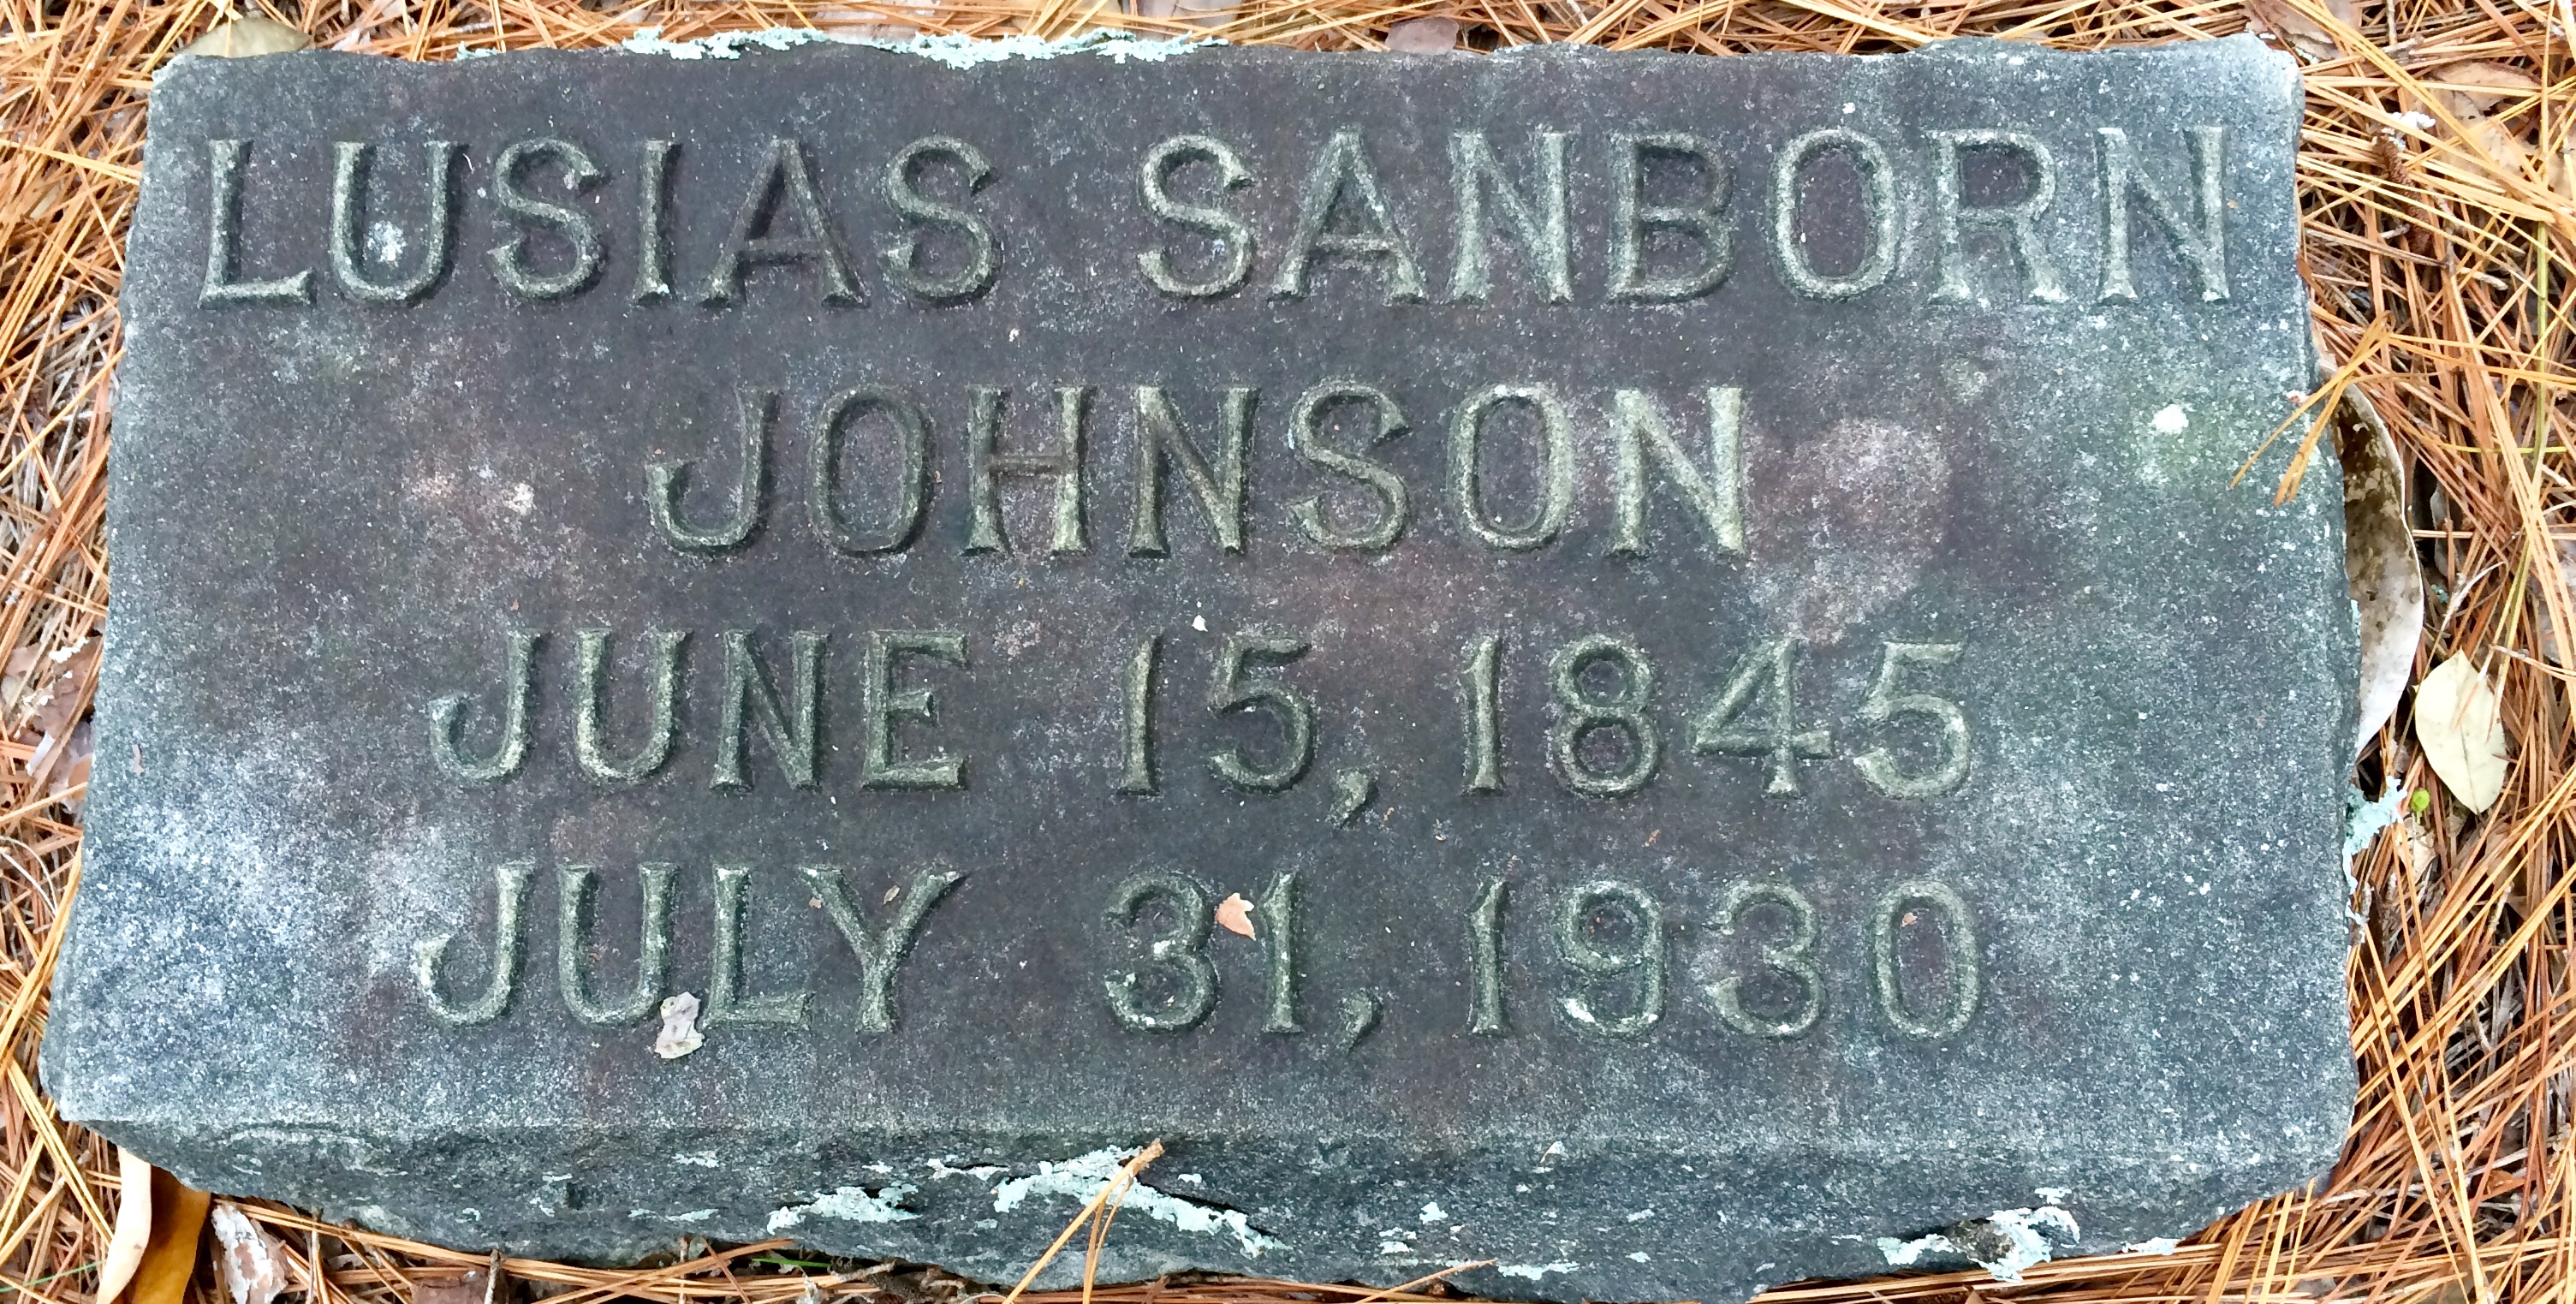 LUSIAS SANBORN
JOHNSON
JUNE 15, 1845
JULY 31, 1930